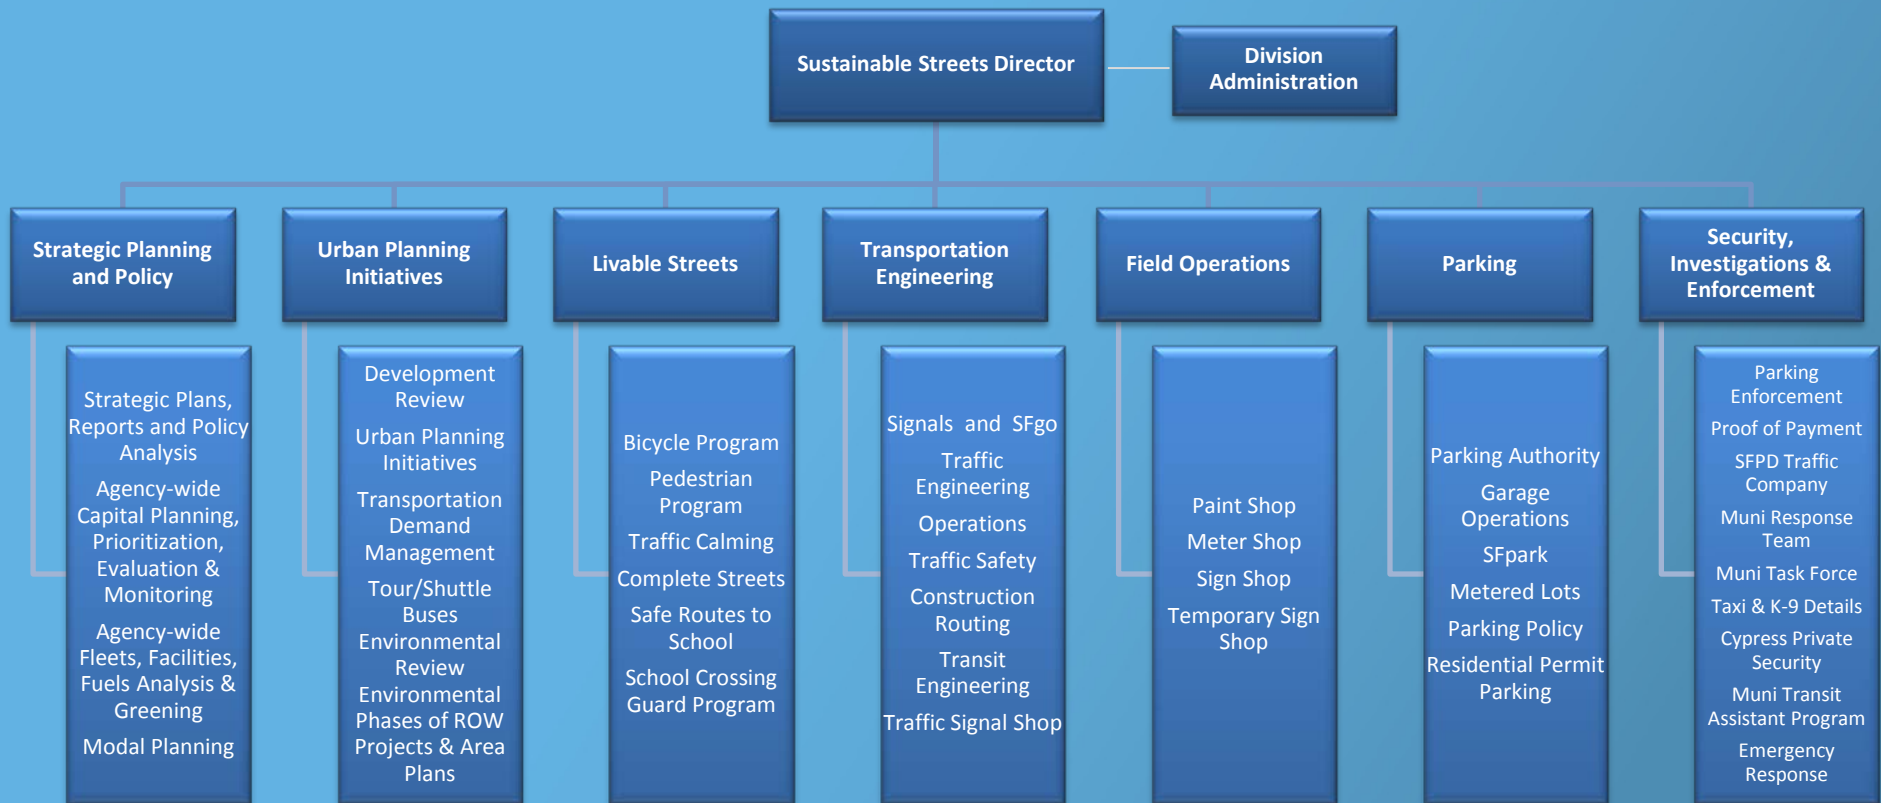 Sustainable Streets Director
Division
Administration
Strategic Planning
and Policy
Urban Planning
Initiatives
Livable Streets
Transportation
Engineering
Field Operations
Parking
Security,
Investigations &
Enforcement
Strategic Plans,
Reports and Policy
Analysis
Agency-wide
Capital Planning,
Prioritization,
Evaluation &
Monitoring
Agency-wide
Fleets, Facilities,
Fuels Analysis &
Greening
Modal Planning
Development
Review
Urban Planning
Initiatives
Transportation
Demand
Management
Tour/Shuttle
Buses
Environmental
Review
Environmental
Phases of ROW
Projects & Area
Plans
Bicycle Program
Pedestrian
Program
Traffic Calming
Complete Streets
Safe Routes to
School
School Crossing
Guard Program
Signals and SFgo
Traffic
Engineering
Operations
Traffic Safety
Construction
Routing
Transit
Engineering
Traffic Signal Shop
Paint Shop
Meter Shop
Sign Shop
Temporary Sign
Shop
Parking Authority
Garage
Operations
SFpark
Metered Lots
Parking Policy
Residential Permit
Parking
Parking
Enforcement
Proof of Payment
SFPD Traffic
Company
Muni Response
Team
Muni Task Force
Taxi & K-9 Details
Cypress Private
Security
Muni Transit
Assistant Program
Emergency
Response